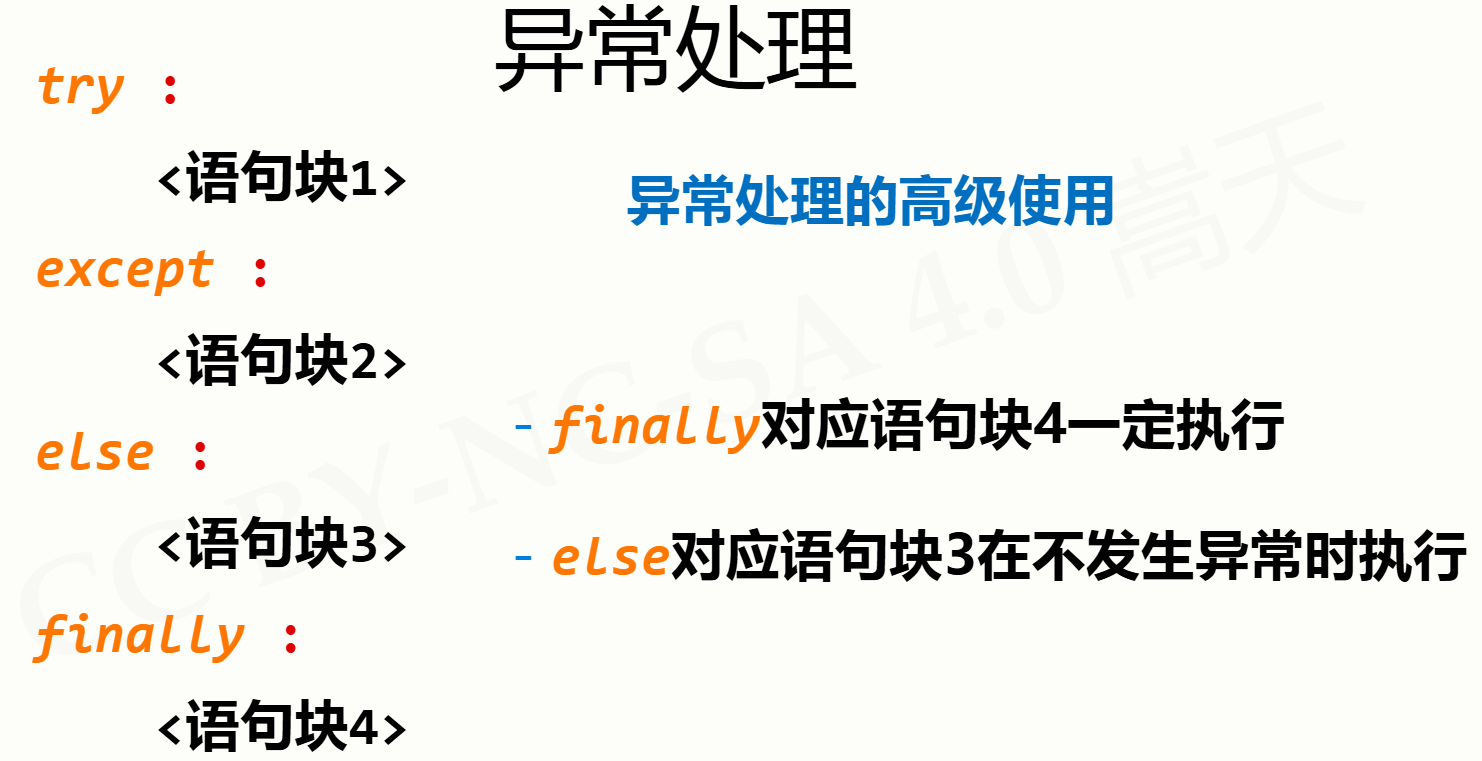 异常处理
try :
<语句块1>
except :
<语句块2>
else :
<语句块3>
finally :
<语句块4>
异常处理的高级使用
- finally对应语句块4一定执行
- else对应语句块3在不发生异常时执行
CC BY-NC-SA 4.0 嵩天